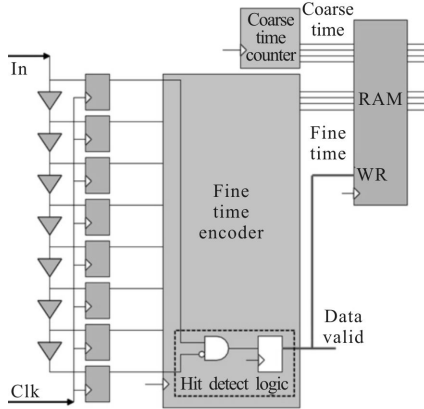 Coarse
time
counter
Coarse
time
In
RAM
Fine
time
Fine
time
encoder
WR
Data
valid
Hit detect logic
Clk